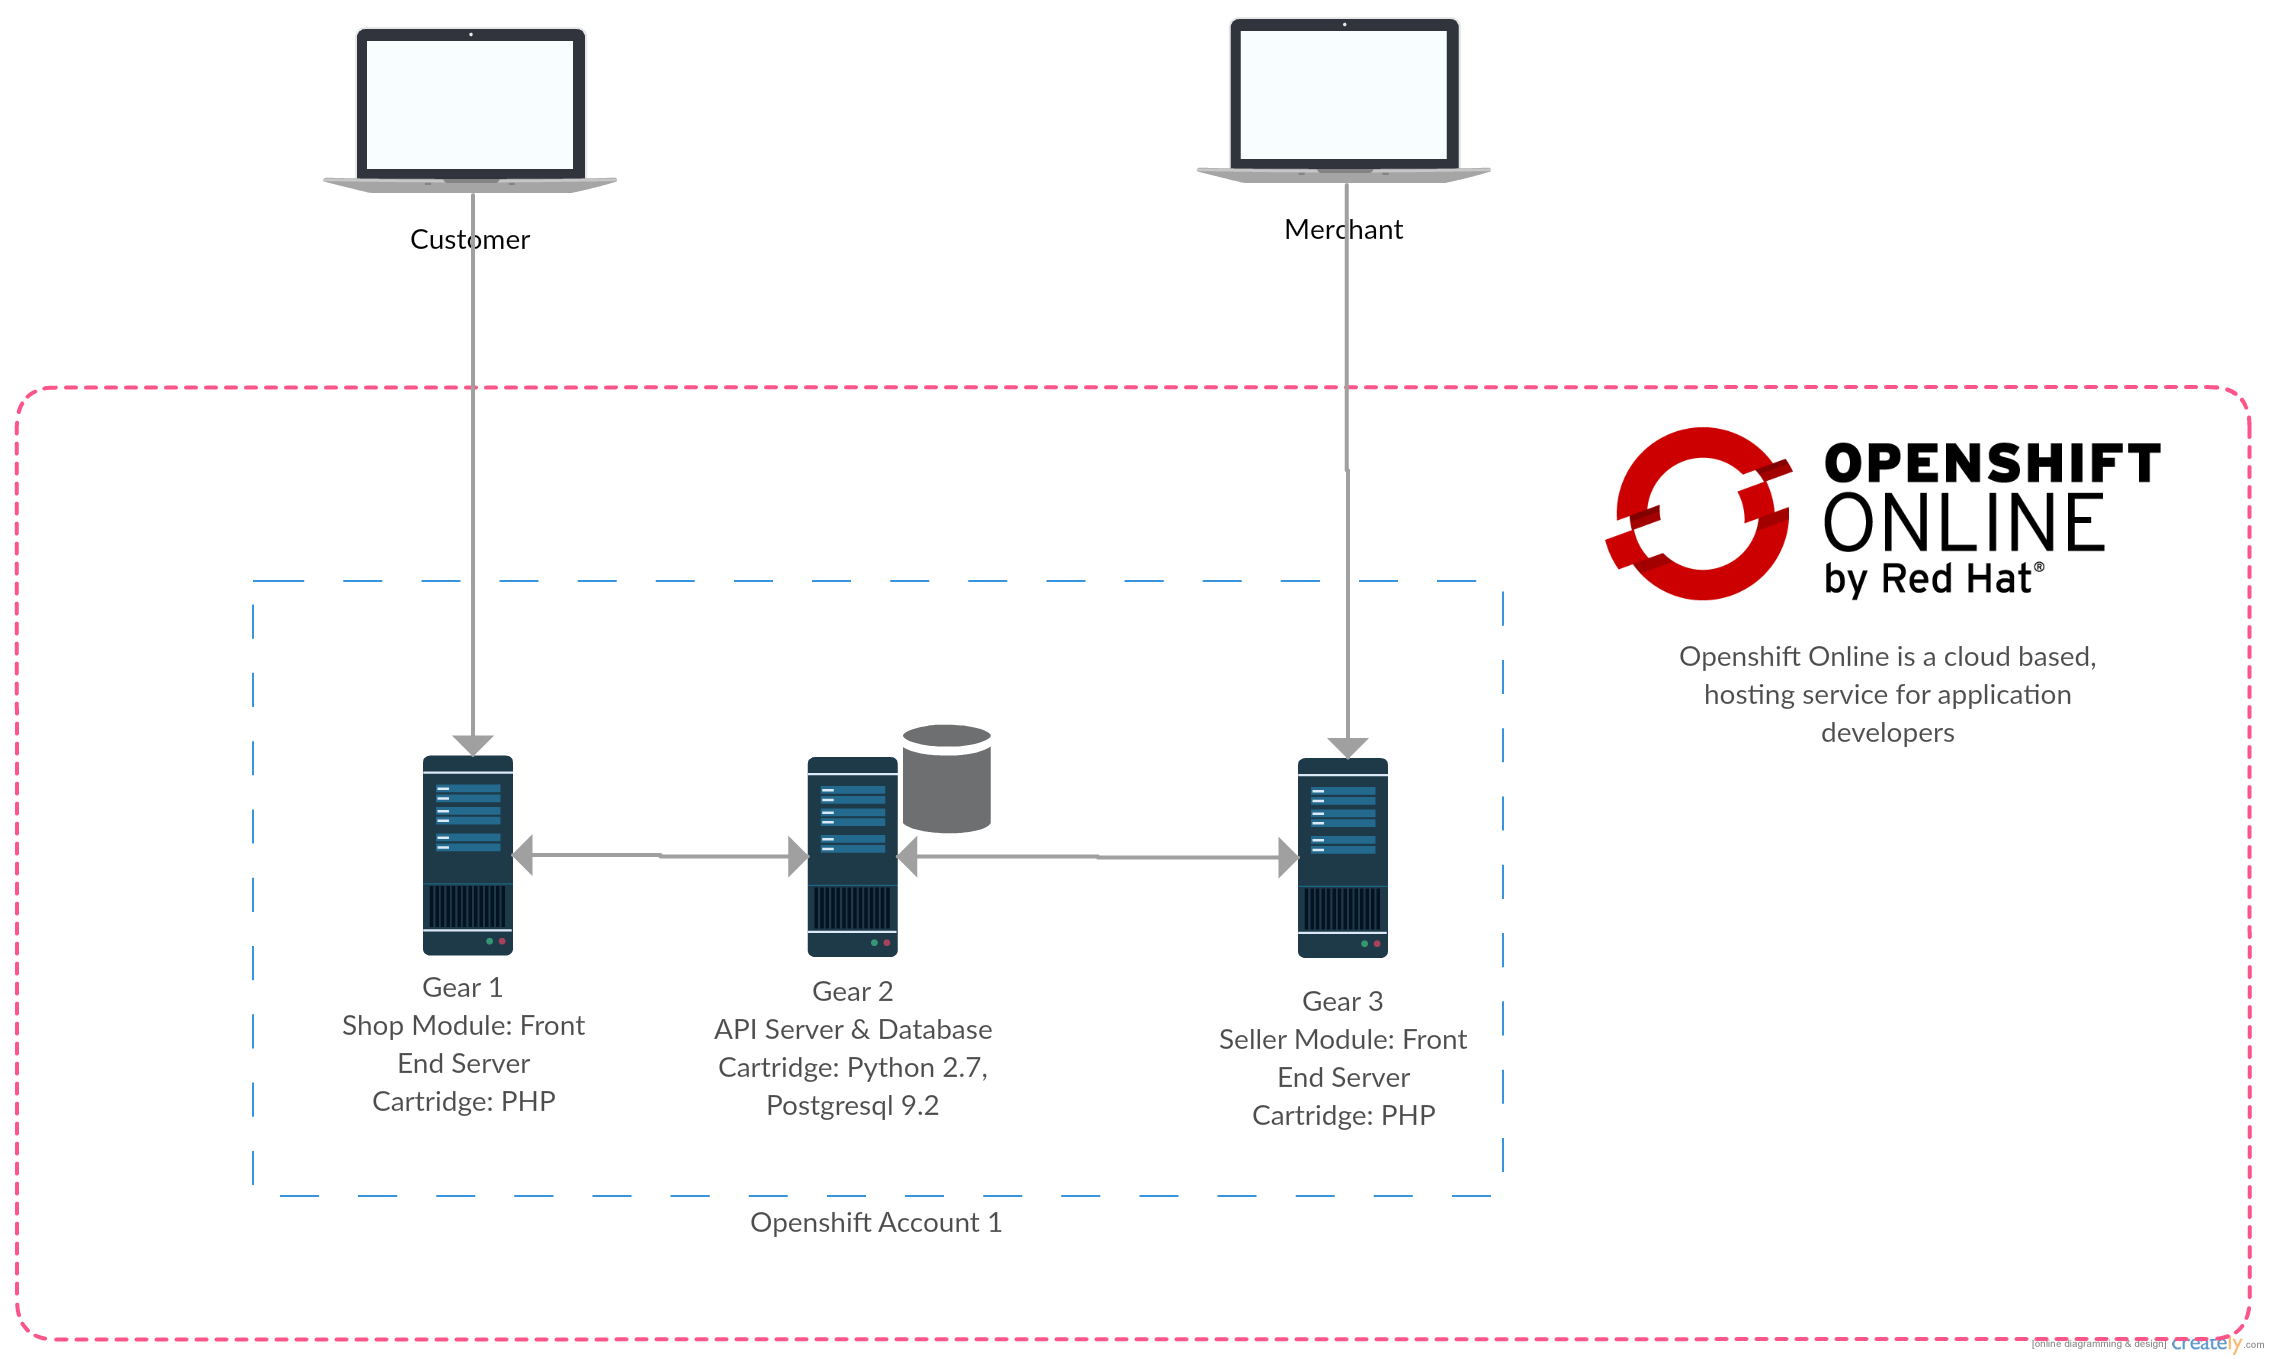 Customer
Merchant
OPENSHIFT
ONLINE
by Red Hat®
Openshift Online is a cloud based,
hosting service for application
developers
Gear 1
Shop Module: Front
End Server
Cartridge: PHP
Gear 2
API Server & Database
Cartridge: Python 2.7,
Postgresql 9.2
Gear 3
Seller Module: Front
End Server
Cartridge: PHP
Openshift Account 1
[online diagramming & design] creately.com